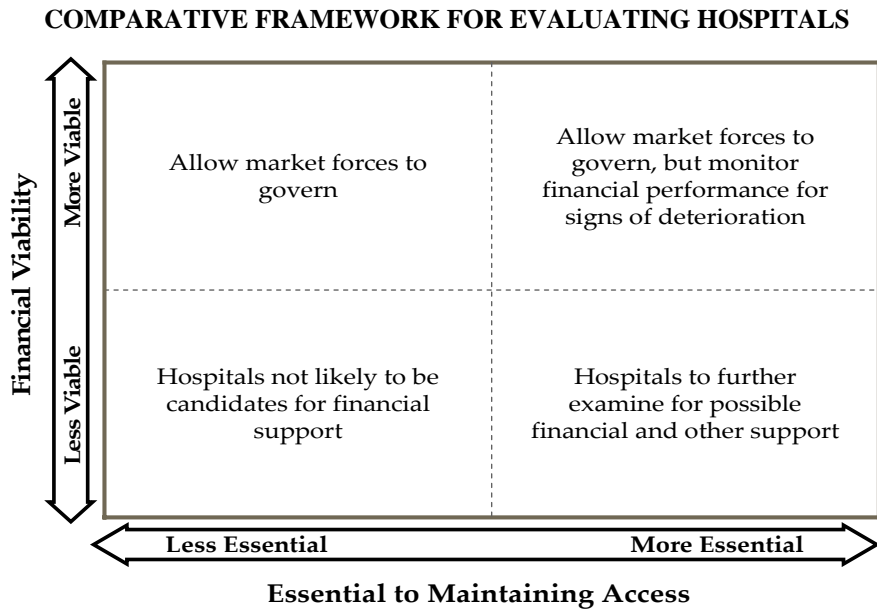 COMPARATIVE FRAMEWORK FOR EVALUATING HOSPITALS
Financial Viability
More Viable
Less Viable
Allow market forces to
govern
Allow market forces to
govern, but monitor
financial performance for
signs of deterioration
Hospitals not likely to be
candidates for financial
support
Hospitals to further
examine for possible
financial and other support
Less Essential
More Essential
Essential to Maintaining Access